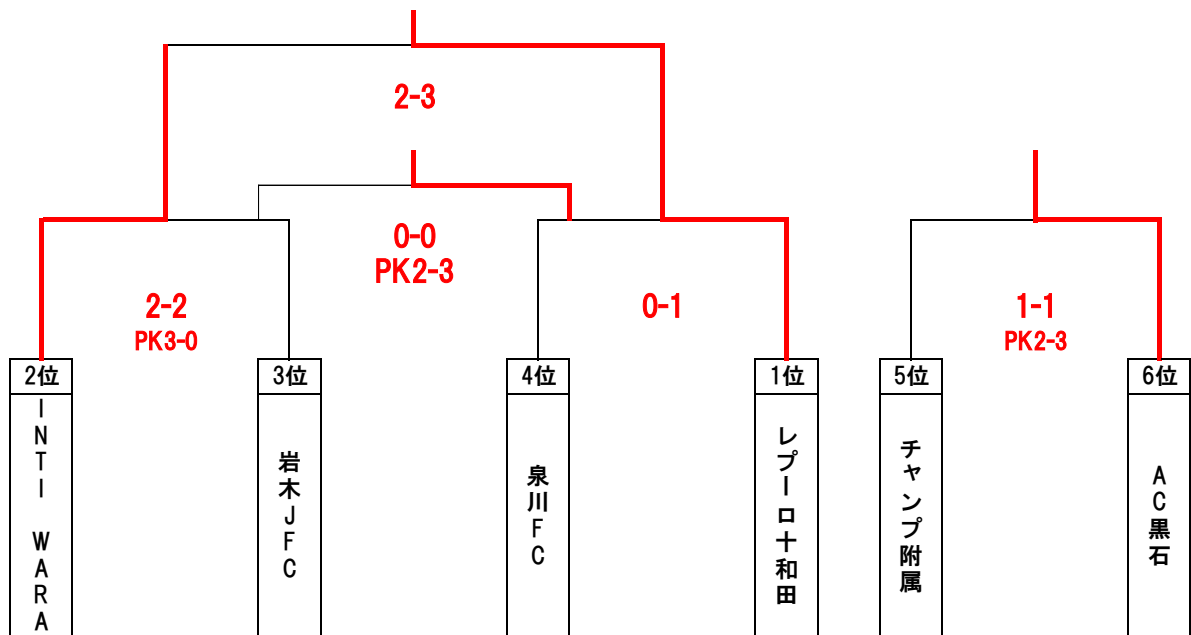 2-3
0-0
PK2-3
2-2
PK3-0
0-1
1-1
PK2-3
2位
3位
4位
1位
5位
6位
INTI WARA
岩木JFC
泉川FC
レプーロ十和田
チャンプ附属
AC黒石